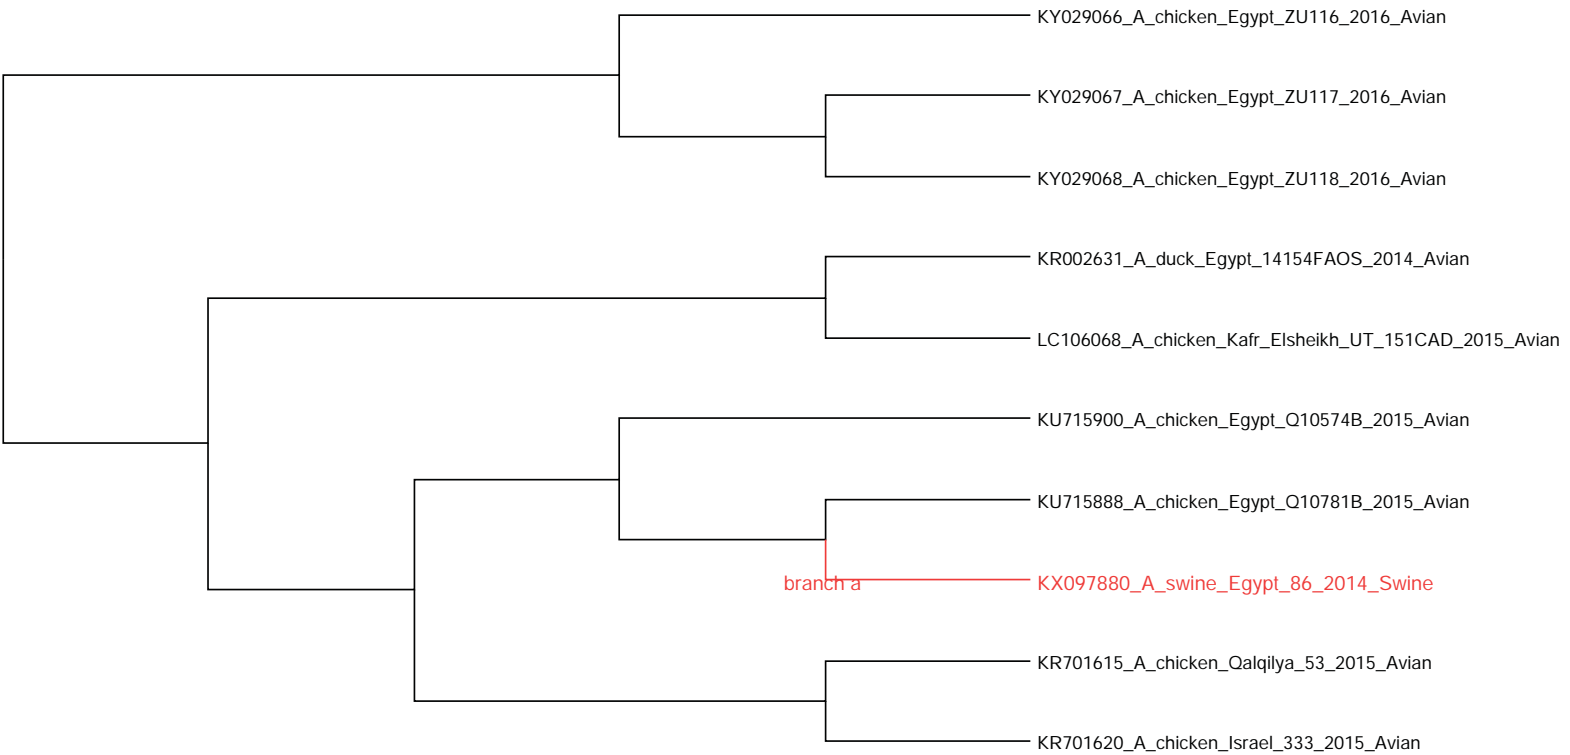 KY029066_A_chicken_Egypt_ZU116_2016_Avian
KY029067_A_chicken_Egypt_ZU117_2016_Avian
KY029068_A_chicken_Egypt_ZU118_2016_Avian
KR002631_A_duck_Egypt_14154FAOS_2014_Avian
LC106068_A_chicken_Kafr_Elsheikh_UT_151CAD_2015_Avian
KU715900_A_chicken_Egypt_Q10574B_2015_Avian
KU715888_A_chicken_Egypt_Q10781B_2015_Avian
branch a KX097880_A_swine_Egypt_86_2014_Swine
KR701615_A_chicken_Qalqilya_53_2015_Avian
KR701620_A_chicken_Israel_333_2015_Avian